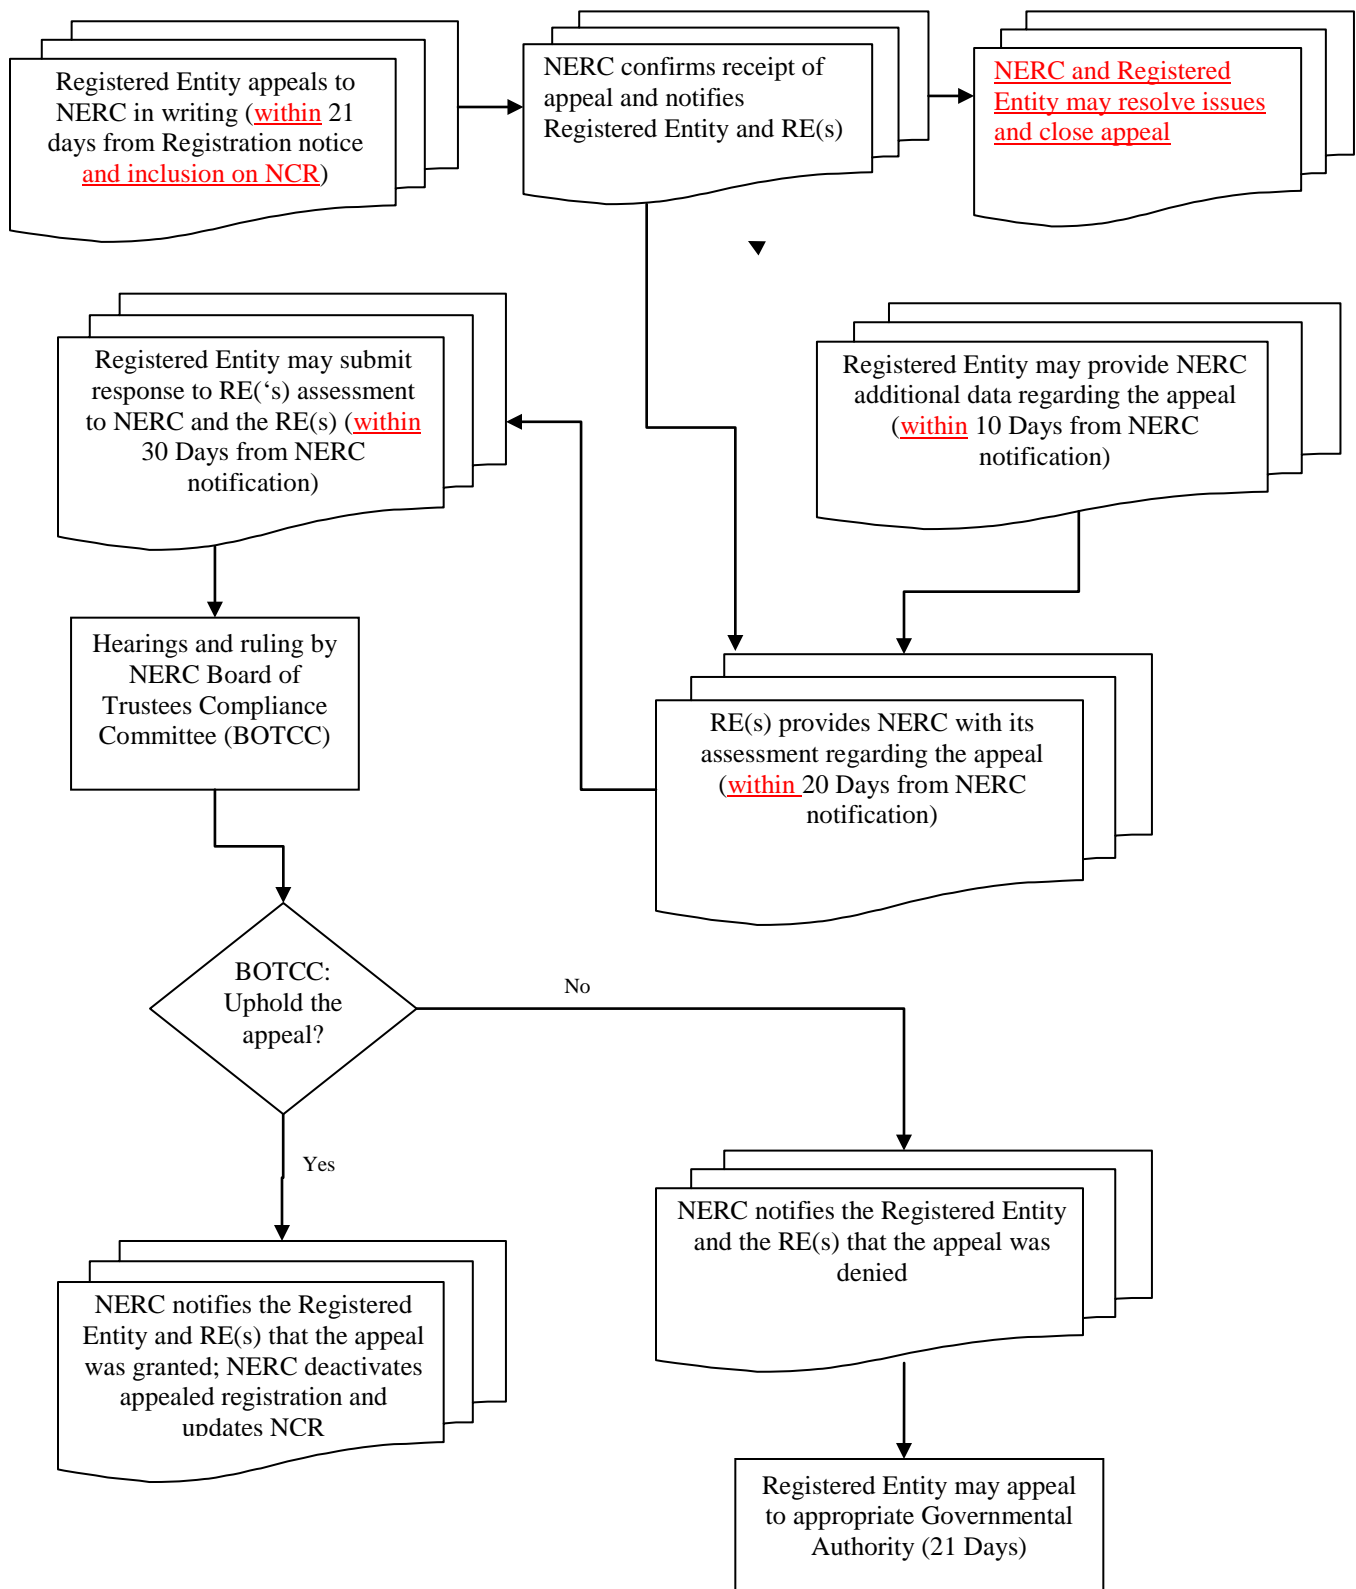 Registered Entity appeals to
NERC in writing (within 21
days from Registration notice
and inclusion on NCR)
NERC confirms receipt of
appeal and notifies
Registered Entity and RE(s)
NERC and Registered
Entity may resolve issues
and close appeal
Registered Entity may submit
response to RE(‘s) assessment
to NERC and the RE(s) (within
30 Days from NERC
notification)
Registered Entity may provide NERC
additional data regarding the appeal
(within 10 Days from NERC
notification)
Hearings and ruling by
NERC Board of
Trustees Compliance
Committee (BOTCC)
RE(s) provides NERC with its
assessment regarding the appeal
(within 20 Days from NERC
notification)
BOTCC:
Uphold the
appeal?
No
Yes
NERC notifies the Registered Entity
and the RE(s) that the appeal was
denied
NERC notifies the Registered
Entity and RE(s) that the appeal
was granted; NERC deactivates
appealed registration and
updates NCR
Registered Entity may appeal
to appropriate Governmental
Authority (21 Days)